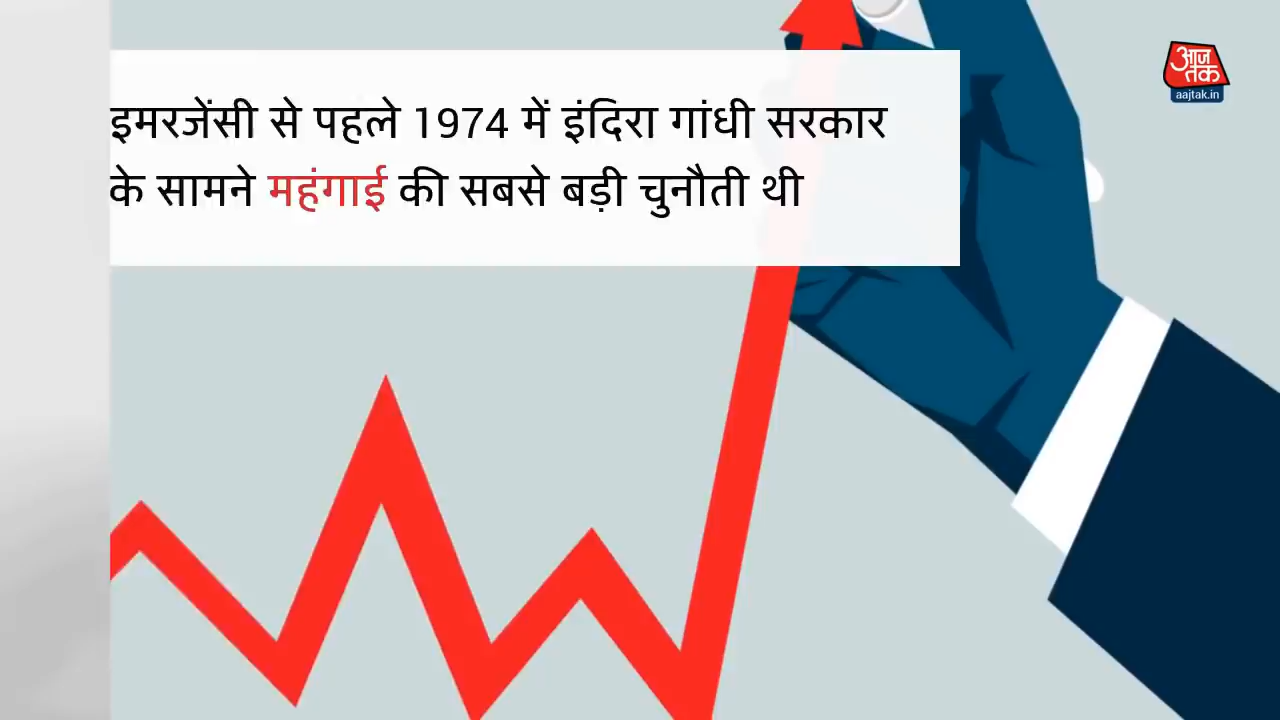 इमरजेंसी से पहले 1974 में इंदिरा गांधी सरकार
के सामने महंगाई की सबसे बड़ी चुनौती थी
आज
तक
aajtak.in